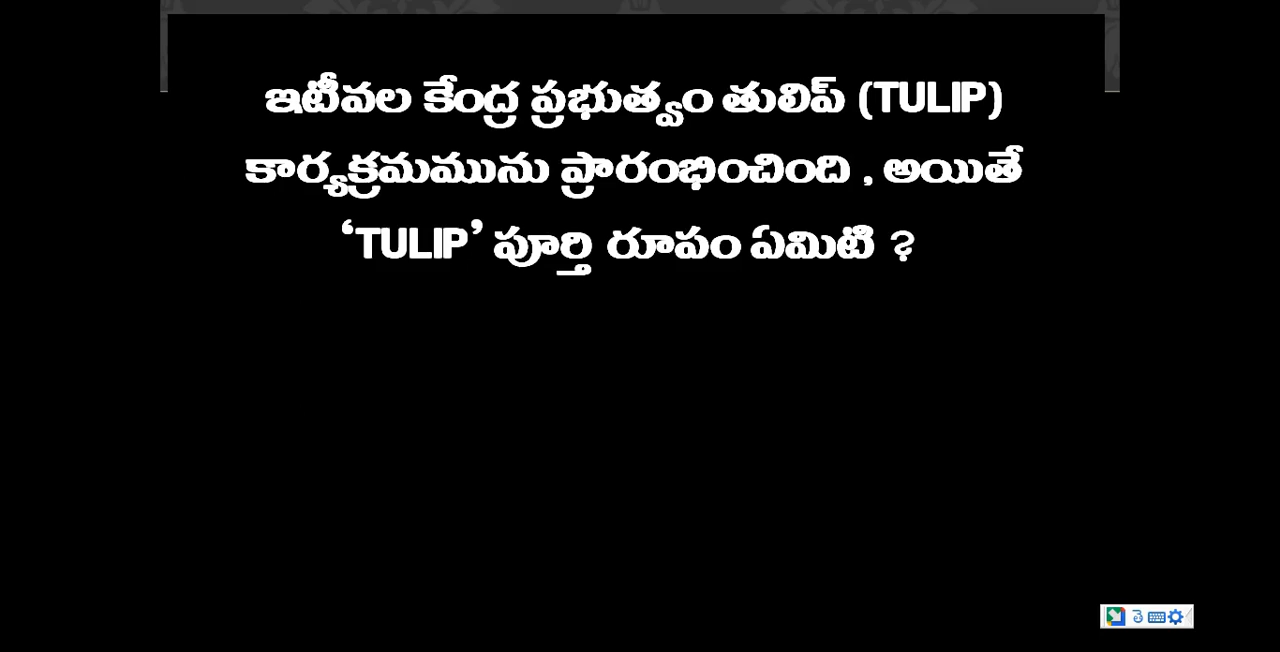 ఇటీవల కేంద్ర ప్రభుత్వం తులిప్ (TULIP)
కార్యక్రమమును ప్రారంభించింది , అయితే
‘TULIP’ పూర్తి రూపం ఏమిటి ?
తె